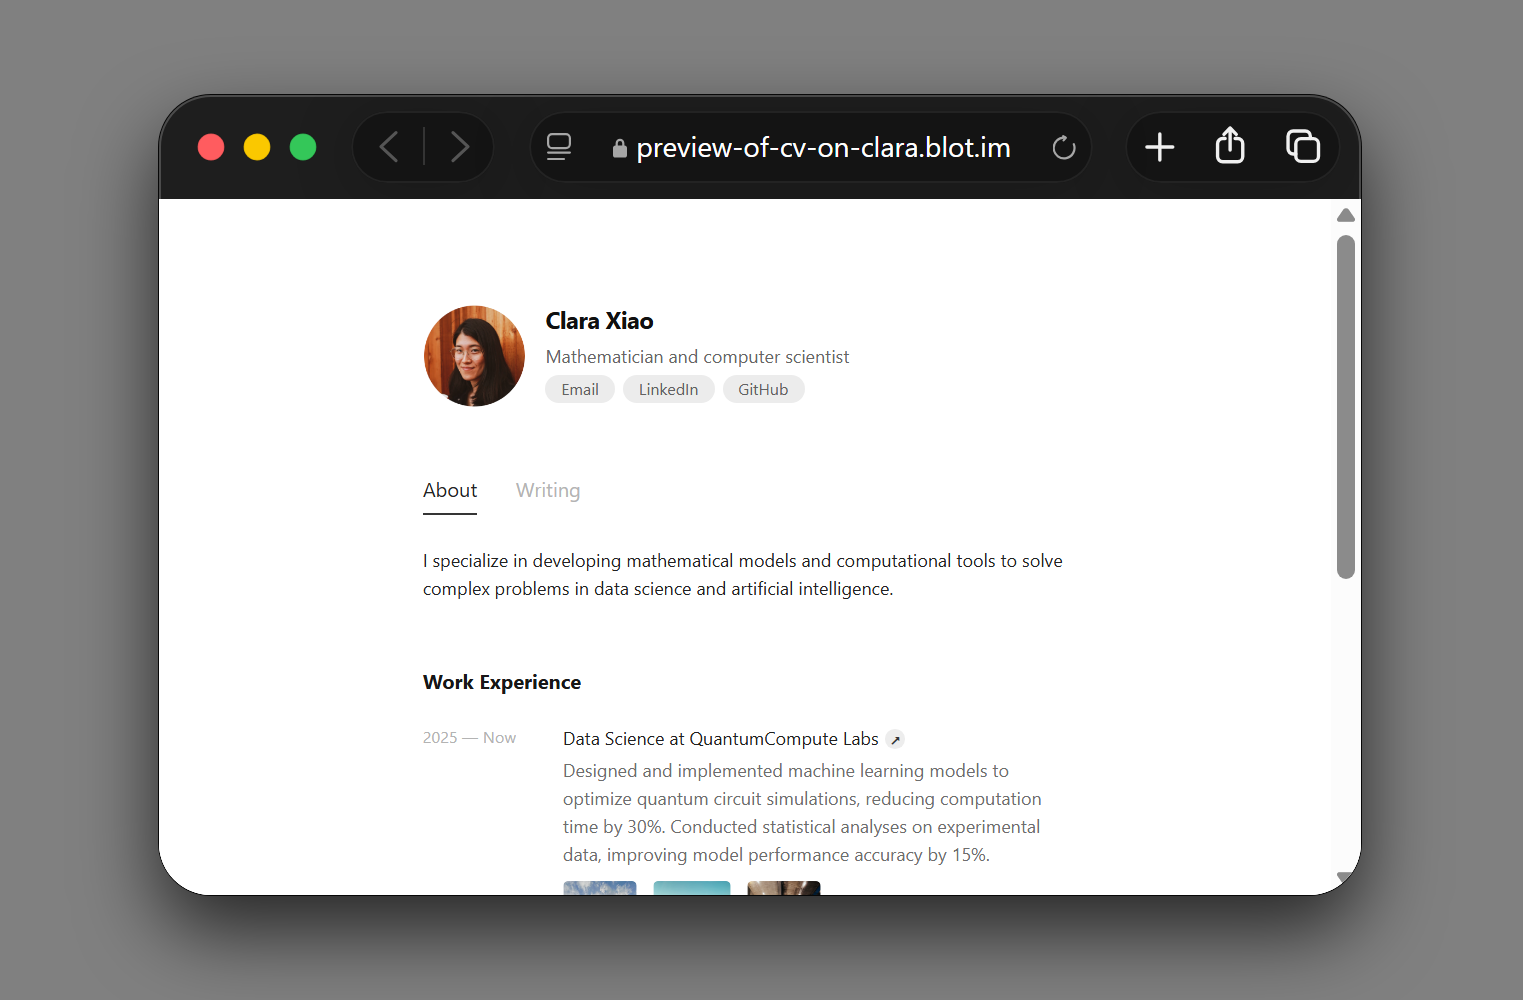 preview-of-cv-on-clara.blot.im
Clara Xiao
Mathematician and computer scientist
Email LinkedIn GitHub
About Writing
I specialize in developing mathematical models and computational tools to solve
complex problems in data science and artificial intelligence.
Work Experience
2025 — Now
Data Science at QuantumCompute Labs ↗
Designed and implemented machine learning models to
optimize quantum circuit simulations, reducing computation
time by 30%. Conducted statistical analyses on experimental
data, improving model performance accuracy by 15%.